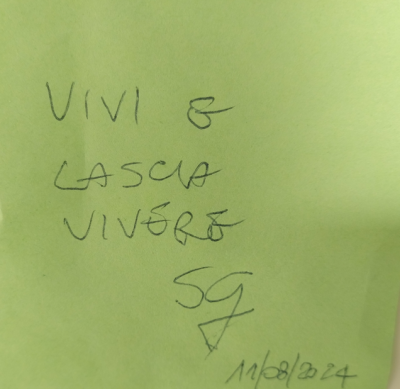 VIVI E
LASCIA
VIVERE
SG
11/08/2024